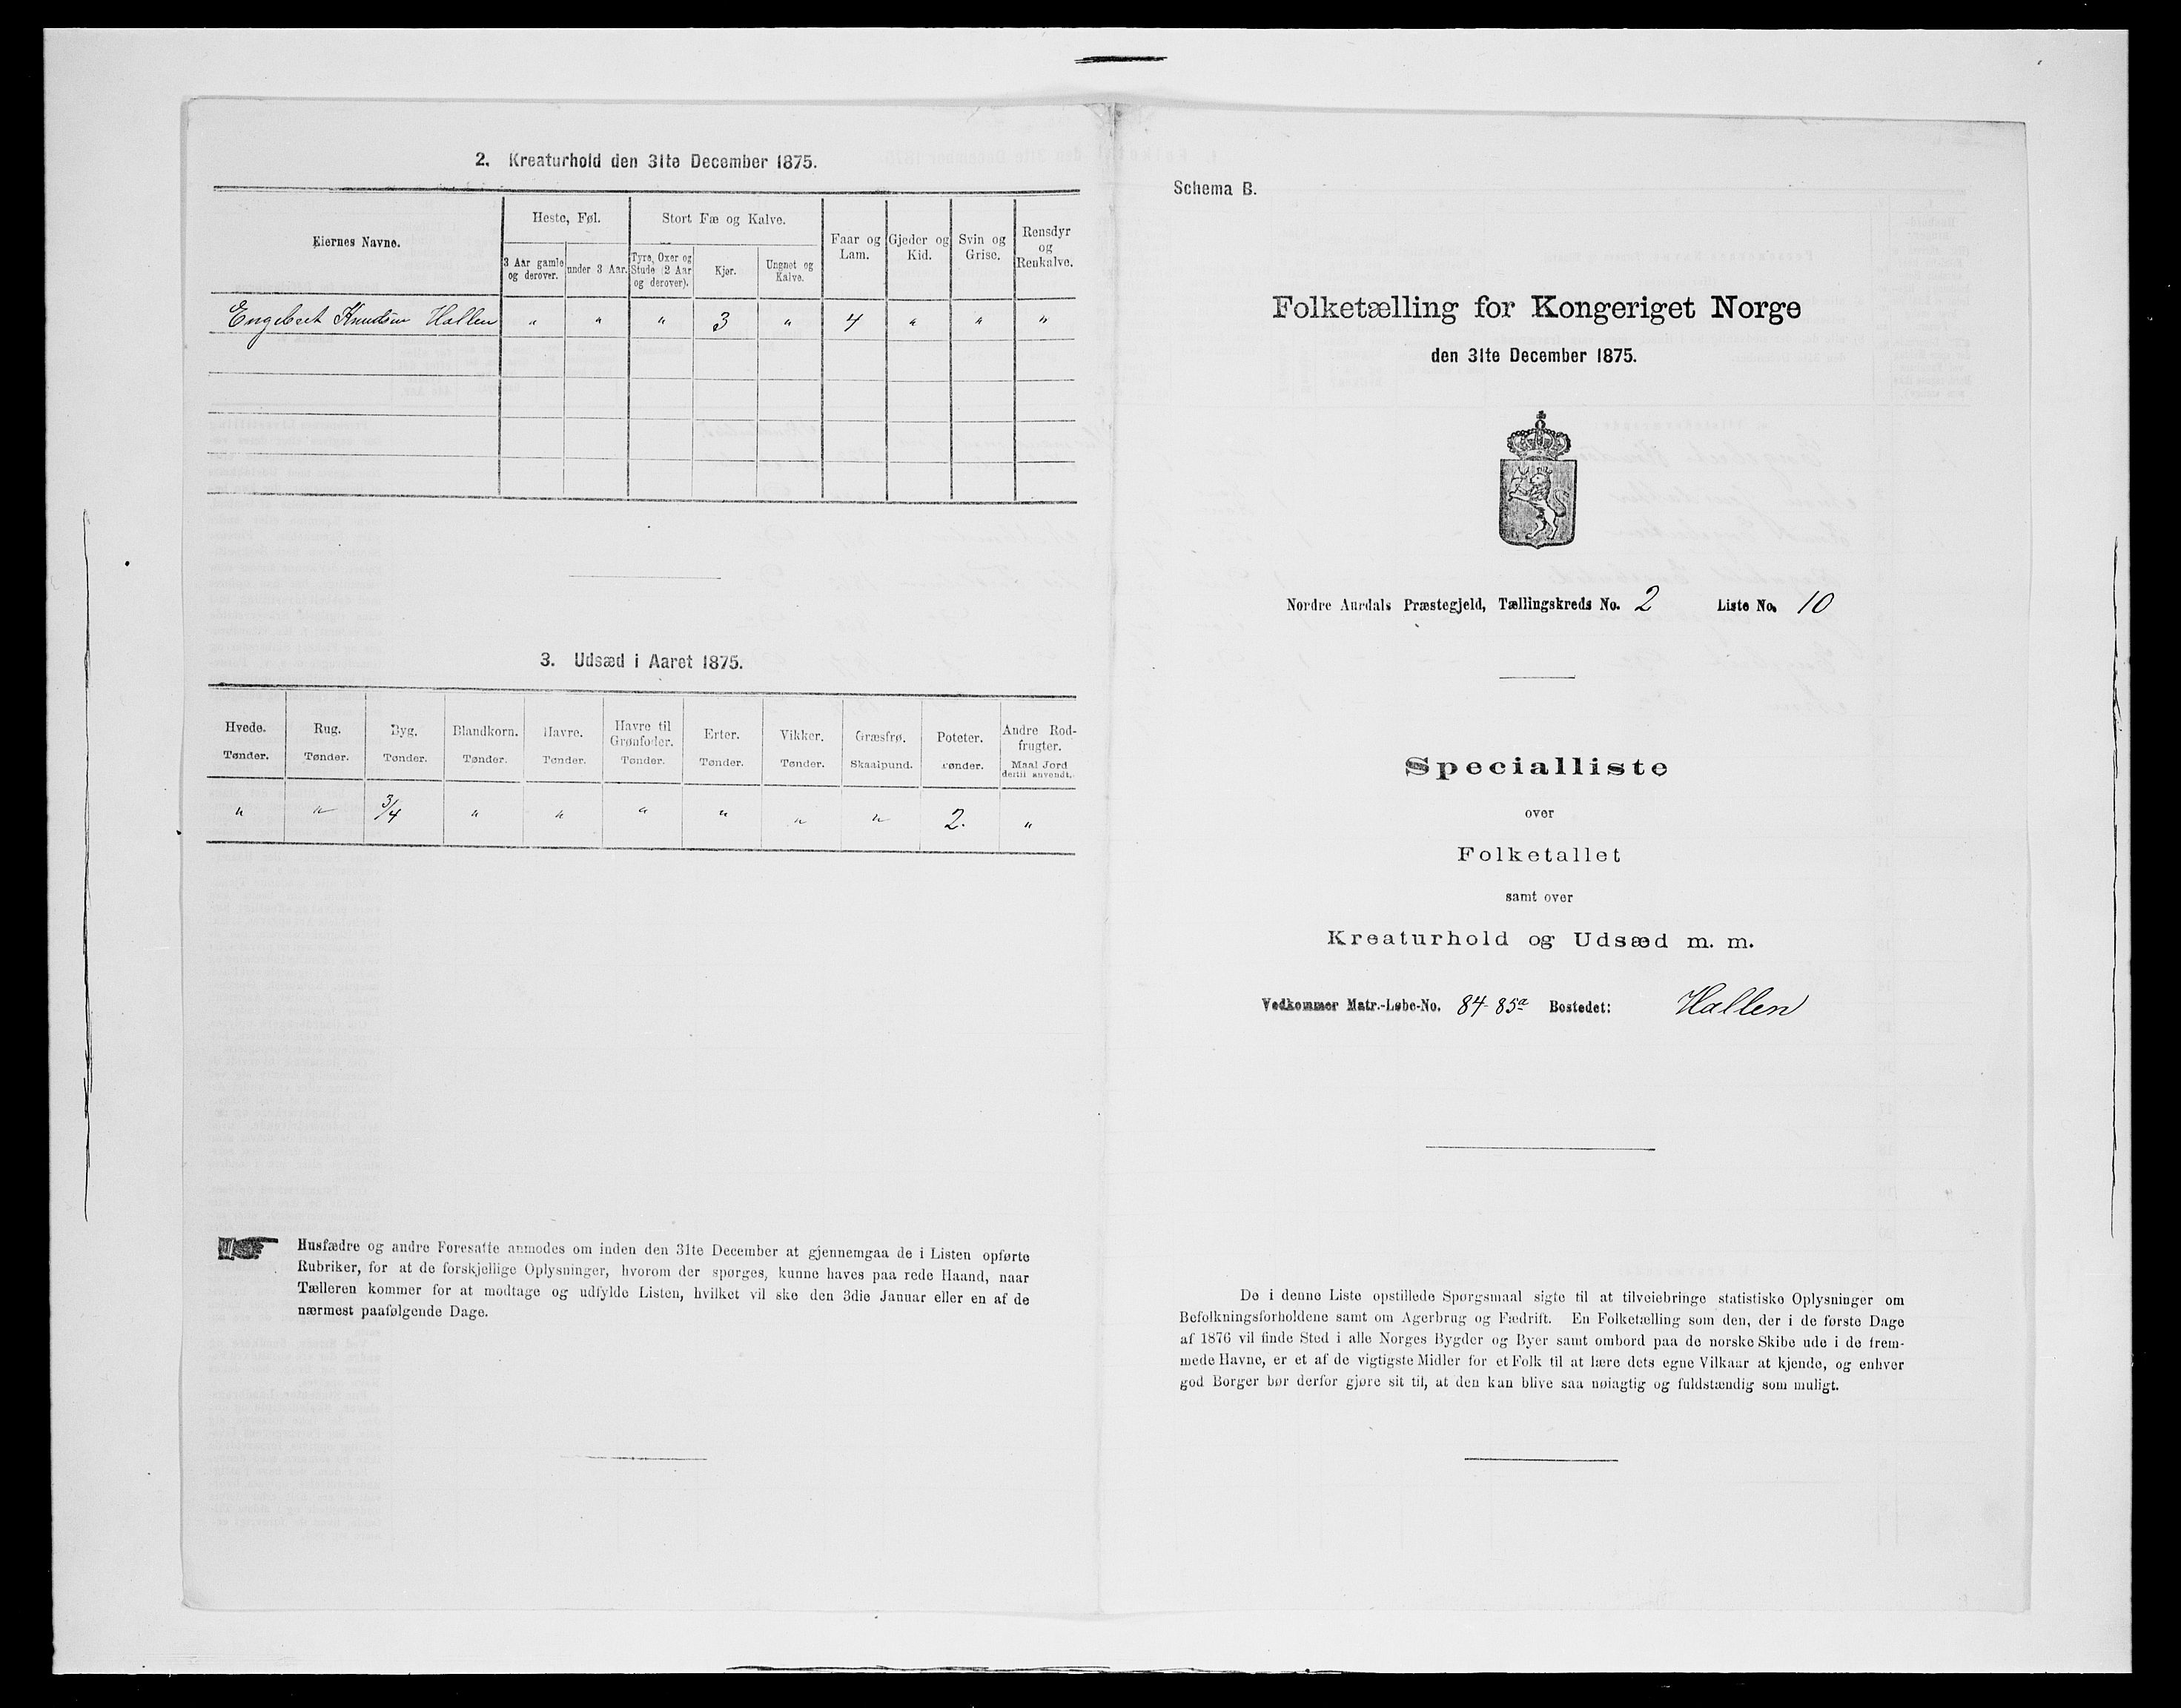 2. Kreaturhold den 31te December 1875.
Eiernes Navne.
Heste, Føl.
Stort Fæ og Kalve.
Faar og Lam.
Gjeder og Kid.
Svin og Grise.
Rensdyr og Renkalve.
3 Aar gamle og derover.
under 3 Aar.
Tyre, Oxer og Stude (2 Aar og derover).
Kjør.
Ungnøt og Kalve.
Engebret Knudsen Hallen " " " 3 " 4 " " "
3. Udsæd i Aaret 1875.
Hvede. Rug. Byg. Blandkorn. Havre. Havre til Grønfoder. Erter. Vikker. Græsfrø. Poteter. Andre Rodfrugter.
Tønder. Tønder. Tønder. Tønder. Tønder. Tønder. Tønder. Tønder. Skaalpund. Tønder. Maal Jord dertil anvendt.
" " 3/4 " " " " " " 2. "
Husfædre og andre Foresatte anmodes om inden den 31te December at gjennemgaa de i Listen opførte
Rubriker, for at de forskjellige Oplysninger, hvorom der spørges, kunne haves paa rede Haand, naar
Tælleren kommer for at modtage og udfylde Listen, hvilket vil ske den 3die Januar eller en af de
nærmest paafølgende Dage.
Schema B.
Folketælling for Kongeriget Norge
den 31te December 1875.
Nordre Aurdals Præstegjeld, Tællingskreds No. 2 Liste No. 10
Specialliste
over
Folketallet
samt over
Kreaturhold og Udsæd m. m.
Vedkommer Matr.-Løbe-No. 84-85a Bostedet: Hallen
De i denne Liste opstillede Spørgsmaal sigte til at tilveiebringe statistiske Oplysninger om
Befolkningsforholdene samt om Agerbrug og Fædrift. En Folketælling som den, der i de første Dage
af 1876 vil finde Sted i alle Norges Bygder og Byer samt ombord paa de norske Skibe ude i de frem-
mede Havne, er et af de vigtigste Midler for et Folk til at lære dets egne Vilkaar at kjende, og enhver
god Borger bør derfor gjøre sit til, at den kan blive saa nøiagtig og fuldstændig som muligt.